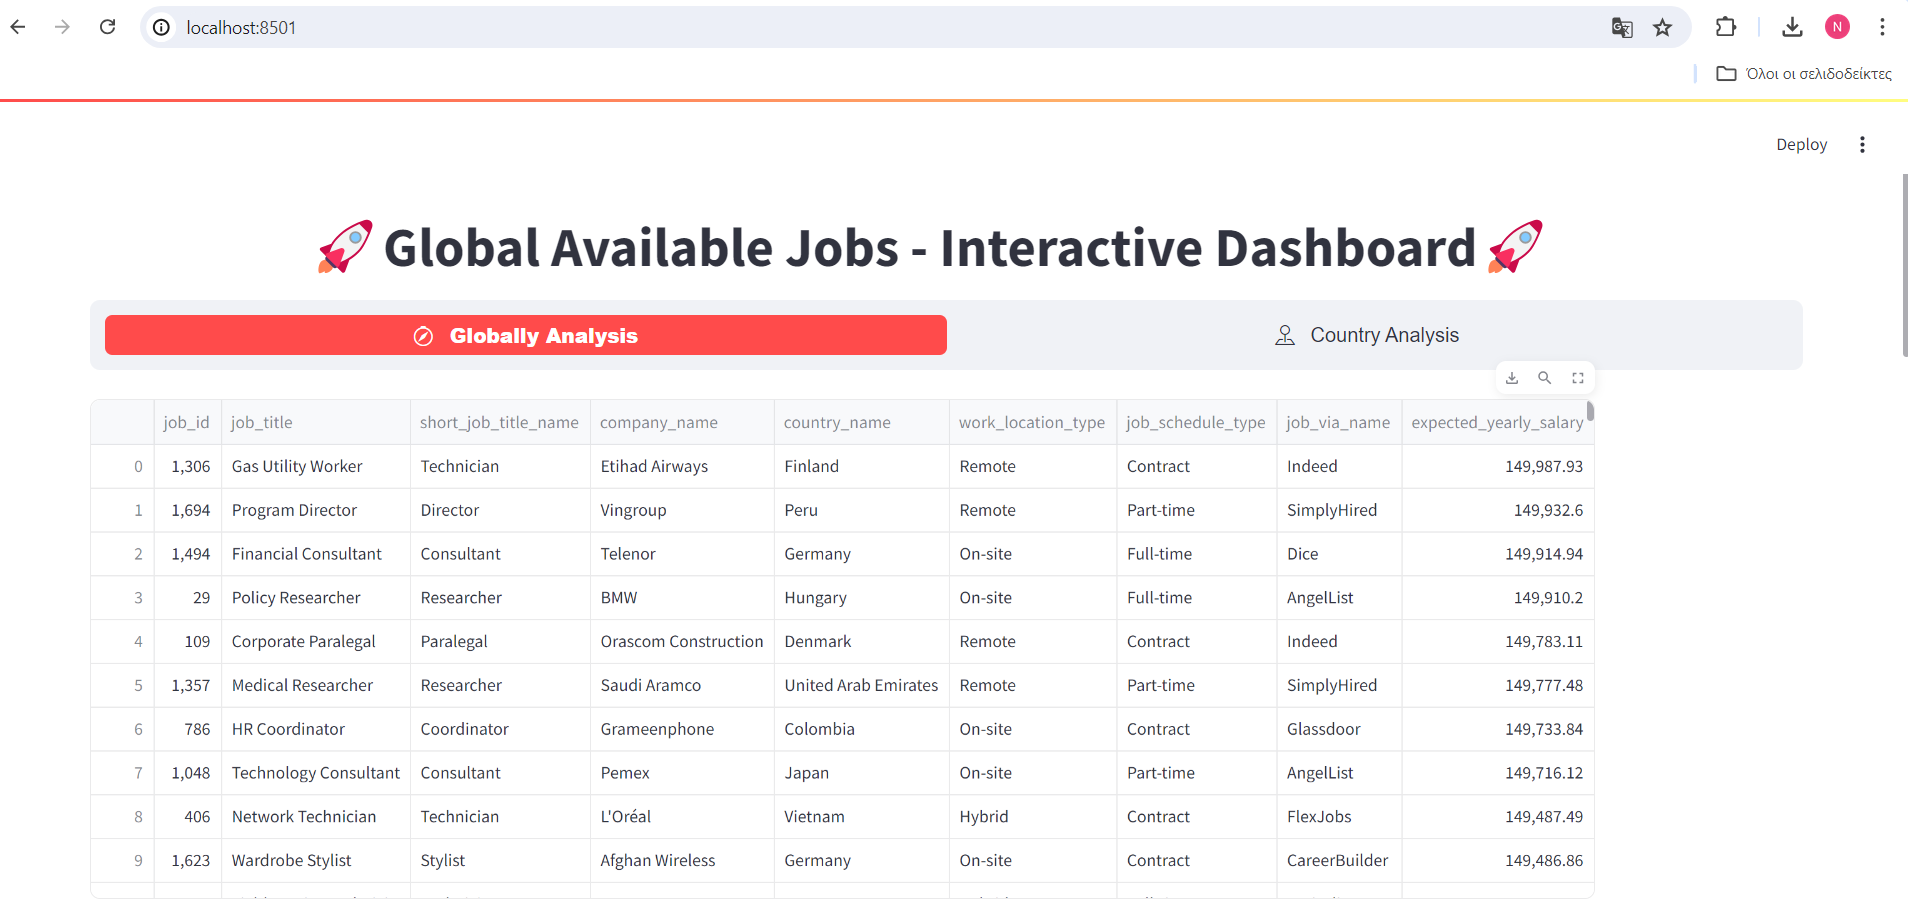 localhost:8501
N
Όλοι οι σελιδοδείκτες
Deploy
Global Available Jobs - Interactive Dashboard
Globally Analysis
Country Analysis
job_id job_title short_job_title_name company_name country_name work_location_type job_schedule_type job_via_name expected_yearly_salary
0 1,306 Gas Utility Worker Technician Etihad Airways Finland Remote Contract Indeed 149,987.93
1 1,694 Program Director Director Vingroup Peru Remote Part-time SimplyHired 149,932.6
2 1,494 Financial Consultant Consultant Telenor Germany On-site Full-time Dice 149,914.94
3 29 Policy Researcher Researcher BMW Hungary On-site Full-time AngelList 149,910.2
4 109 Corporate Paralegal Paralegal Orascom Construction Denmark Remote Contract Indeed 149,783.11
5 1,357 Medical Researcher Researcher Saudi Aramco United Arab Emirates Remote Part-time SimplyHired 149,777.48
6 786 HR Coordinator Coordinator Grameenphone Colombia On-site Contract Glassdoor 149,733.84
7 1,048 Technology Consultant Consultant Pemex Japan On-site Part-time AngelList 149,716.12
8 406 Network Technician Technician L'Oréal Vietnam Hybrid Contract FlexJobs 149,487.49
9 1,623 Wardrobe Stylist Stylist Afghan Wireless Germany On-site Contract CareerBuilder 149,486.86